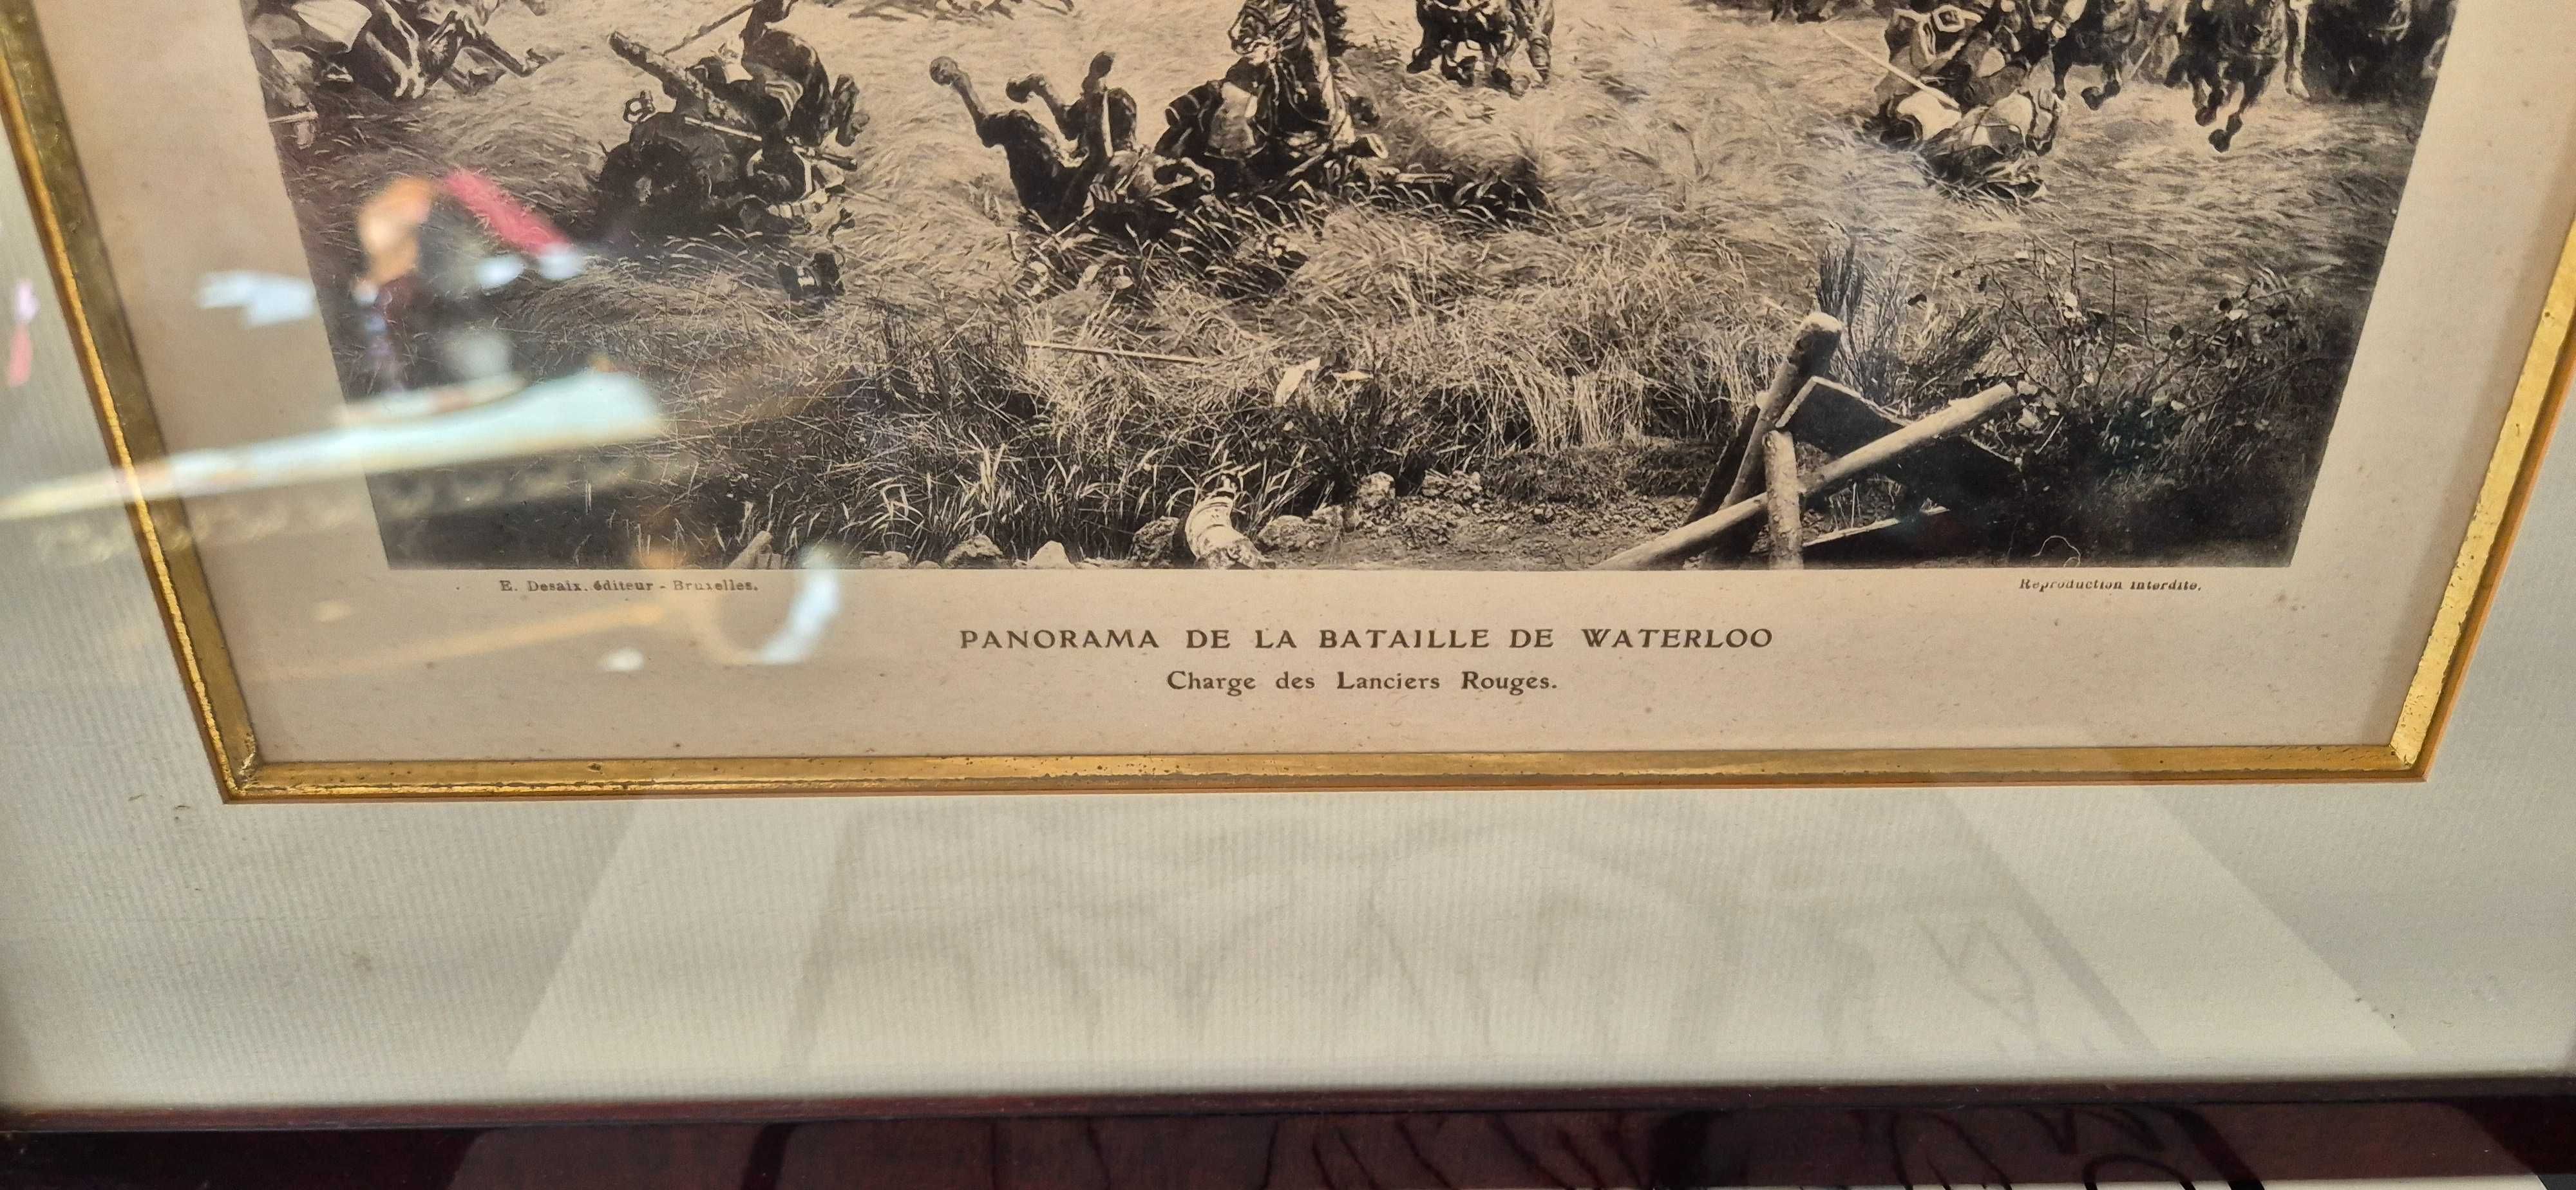 E. Desaix, éditeur - Bruxelles.
Reproduction interdite.
PANORAMA DE LA BATAILLE DE WATERLOO
Charge des Lanciers Rouges.